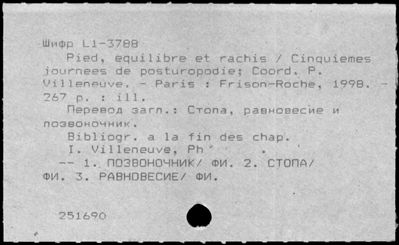 Шифр L1-3788
Pied, equilibre et rachis / Cinquiemes
journees de posturopodie; Coord. P.
Villeneuve. - Paris : Frison-Roche, 1998. -
267 p. : ill.
Перевод загл.: Стопа, равновесие и
позвоночник.
Bibliogr. a la fin des chap.
I. Villeneuve, Ph
-- 1. ПОЗВОНОЧНИК/ ФИ. 2. СТОПА/
ФИ. 3. РАВНОВЕСИЕ/ ФИ.
251690